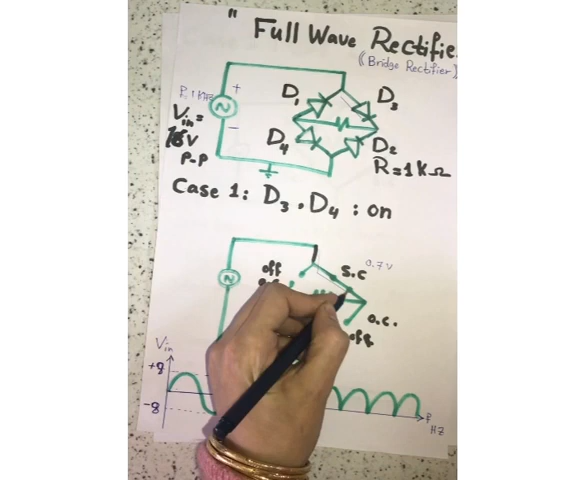 " Full Wave Rectifie
(Bridge Rectifier)
D1
D3
+
Vin =
16 V
P-P
-
D4
D2
R = 1 KΩ
Case 1: D3, D4 : on
off
S.C
0.7 V
o.c.
off
Vin
+8
-8
f
HZ